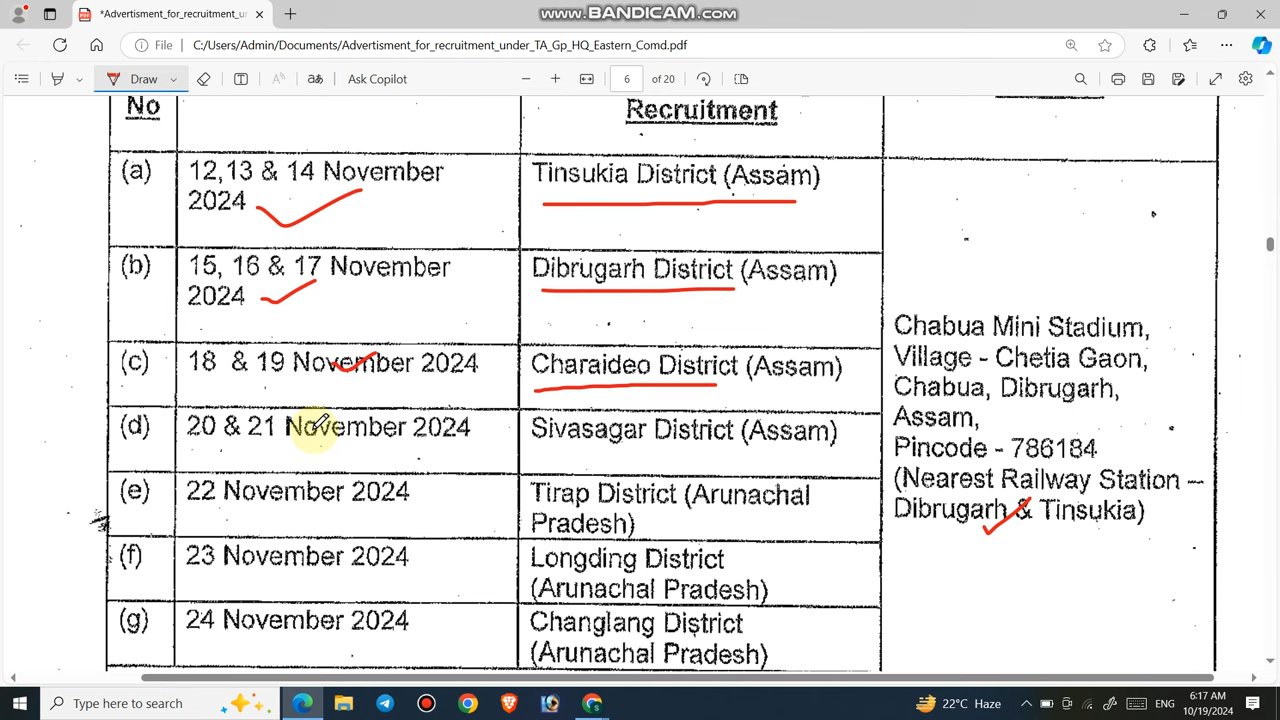 WWW.BANDICAM.COM
*Advertisment_for_recruitment_un
File
C:/Users/Admin/Documents/Advertisment_for_recruitment_under_TA_Gp_HQ_Eastern_Comd.pdf
Draw
Ask Copilot
6 of 20
No
Recruitment
(a) 12,13 & 14 November 2024
Tinsukia District (Assam)
(b) 15, 16 & 17 November 2024
Dibrugarh District (Assam)
(c) 18 & 19 November 2024
Charaideo District (Assam)
(d) 20 & 21 November 2024
Sivasagar District (Assam)
(e) 22 November 2024
Tirap District (Arunachal
Pradesh)
(f) 23 November 2024
Longding District
(Arunachal Pradesh)
(g) 24 November 2024
Changlang District
(Arunachal Pradesh)
Chabua Mini Stadium,
Village - Chetia Gaon,
Chabua, Dibrugarh,
Assam,
Pincode - 786184
(Nearest Railway Station –
Dibrugarh & Tinsukia)
Type here to search
22°C Haze
6:17 AM
10/19/2024